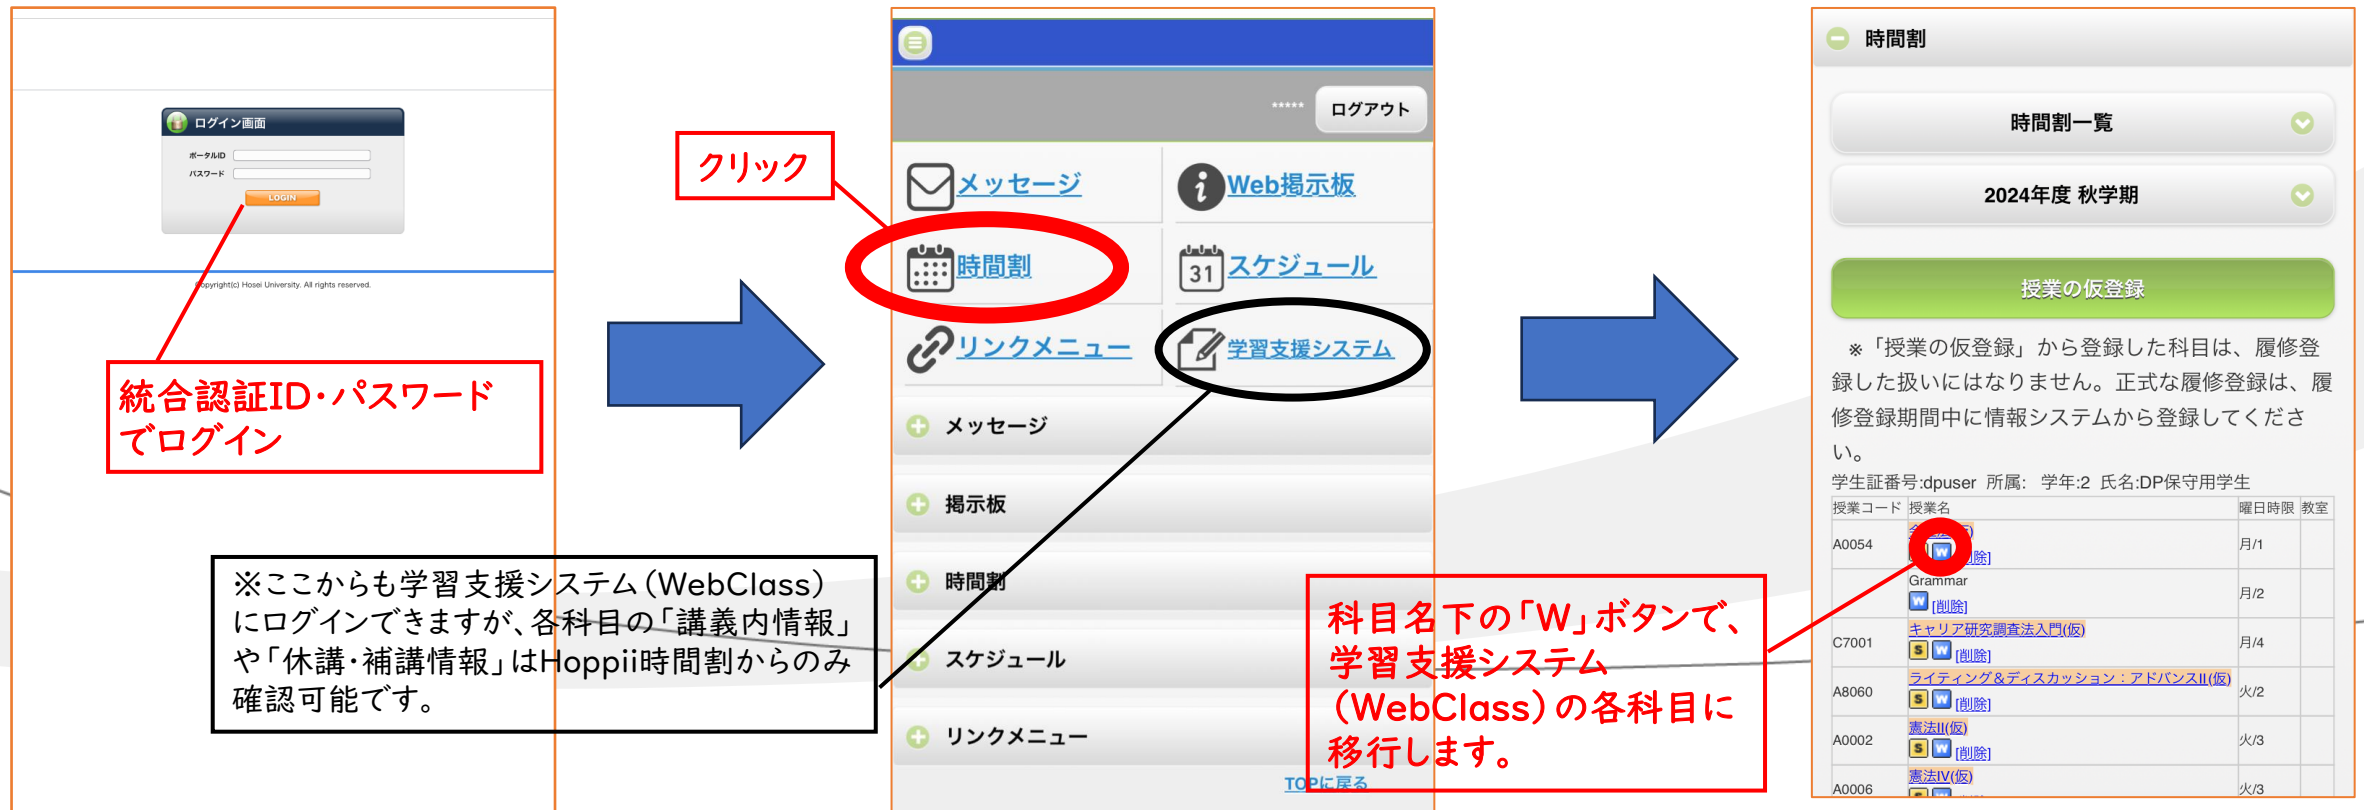 ログイン画面
ポータルID
パスワード
LOGIN
Copyright(c) Hosei University. All rights reserved.
統合認証ID・パスワード
でログイン
※ここからも学習支援システム(WebClass)
にログインできますが、各科目の「講義内情報」
や「休講・補講情報」はHoppii時間割からのみ
確認可能です。
クリック
***** ログアウト
メッセージ
Web掲示板
時間割
31
スケジュール
リンクメニュー
学習支援システム
メッセージ
掲示板
時間割
スケジュール
リンクメニュー
TOPに戻る
科目名下の「W」ボタンで、
学習支援システム
(WebClass)の各科目に
移行します。
時間割
時間割一覧
2024年度 秋学期
授業の仮登録
※「授業の仮登録」から登録した科目は、履修登
録した扱いにはなりません。正式な履修登録は、履
修登録期間中に情報システムから登録してくださ
い。
学生証番号:dpuser 所属: 学年:2 氏名:DP保守用学生
授業コード 授業名 曜日時限 教室
A0054 月/1
W 除]
Grammar 月/2
W [削除]
C7001 キャリア研究調査法入門(仮) 月/4
S W [削除]
A8060 ライティング&ディスカッション:アドバンスII(仮) 火/2
S W [削除]
A0002 憲法II(仮) 火/3
S W [削除]
A0006 憲法IV(仮) 火/3